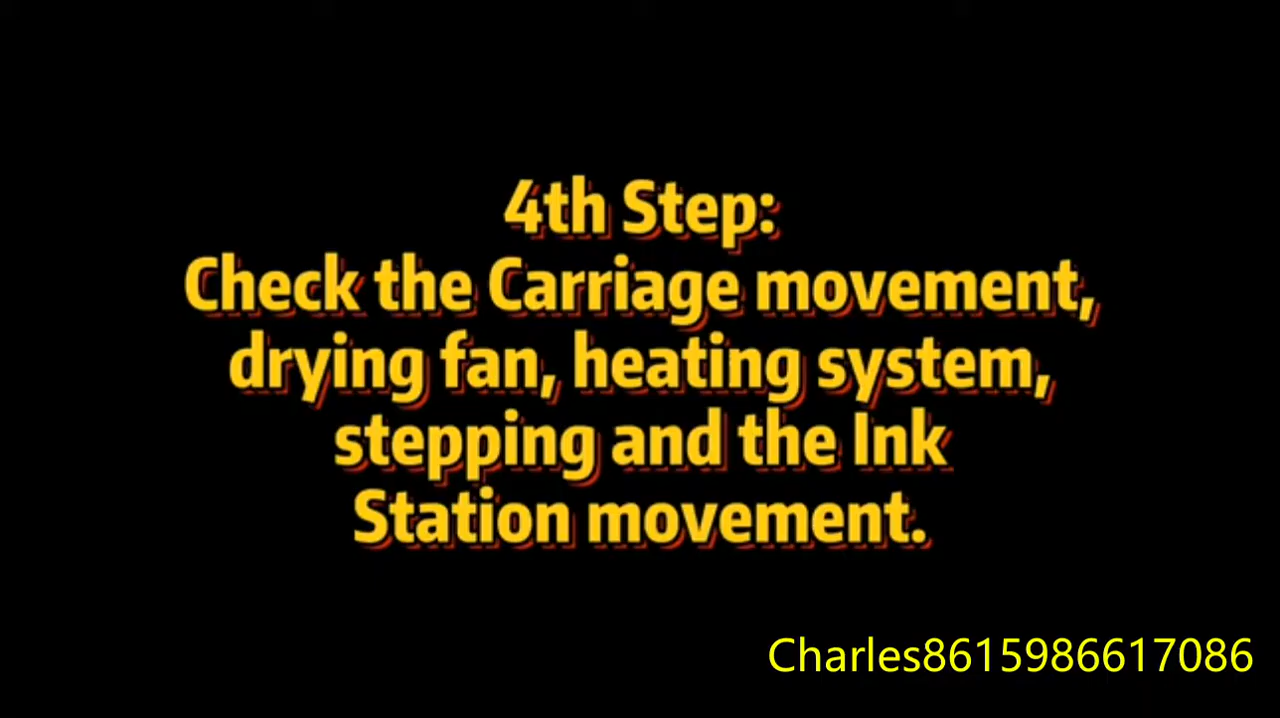 4th Step:
Check the Carriage movement,
drying fan, heating system,
stepping and the Ink
Station movement.
Charles8615986617086